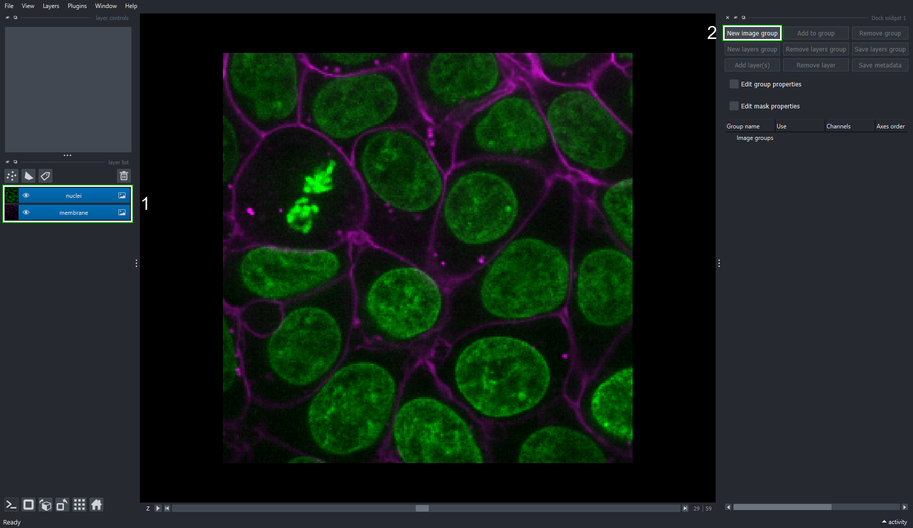 File View Layers Plugins Window Help
layer controls
Dock widget 1
2
New image group Add to group Remove group
New layers group Remove layers group Save layers group
Add layer(s) Remove layer Save metadata
Edit group properties
Edit mask properties
Group name Use Channels Axes order
Image groups
layer list
nuclei
membrane
1
Z 29 59
Ready
activity